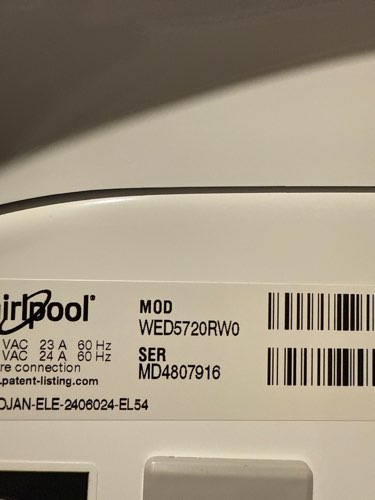 irlpool®
MOD
WED5720RW0
VAC 23 A 60 Hz
VAC 24 A 60 Hz
re connection
.patent-listing.com
SER
MD4807916
OJAN-ELE-2406024-EL54